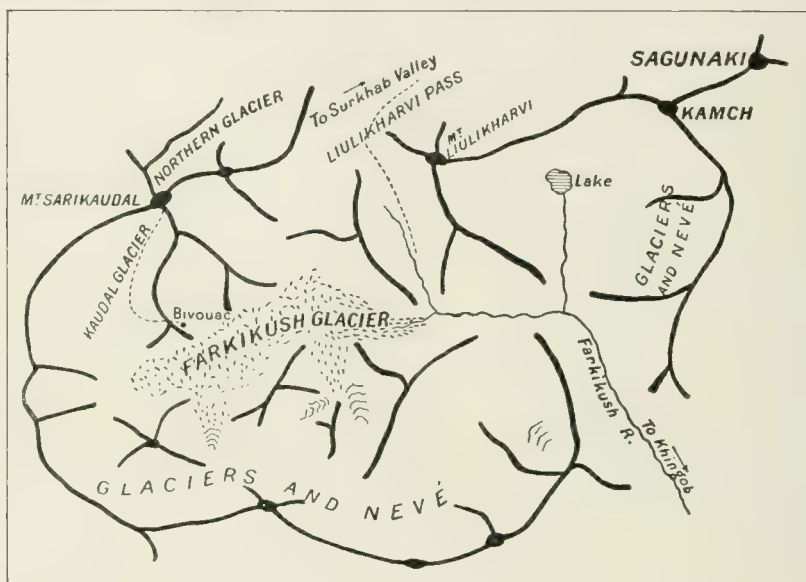 SAGUNAKI
KAMCH
To Surkhab Valley
LIULIKHARVI PASS
MT LIULIKHARVI
NORTHERN GLACIER
MT SARIKAUDAL
Lake
GLACIERS
AND NEVÉ
KAUDAL GLACIER
Bivouac
FARKIKUSH GLACIER
Farkikush R.
To Khingob
GLACIERS AND NEVÉ